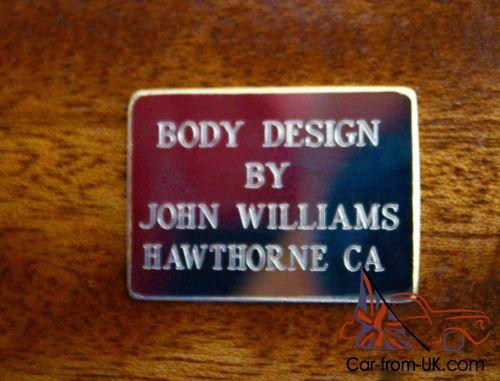 BODY DESIGN
BY
JOHN WILLIAMS
HAWTHORNE CA
Car-from-UK.com